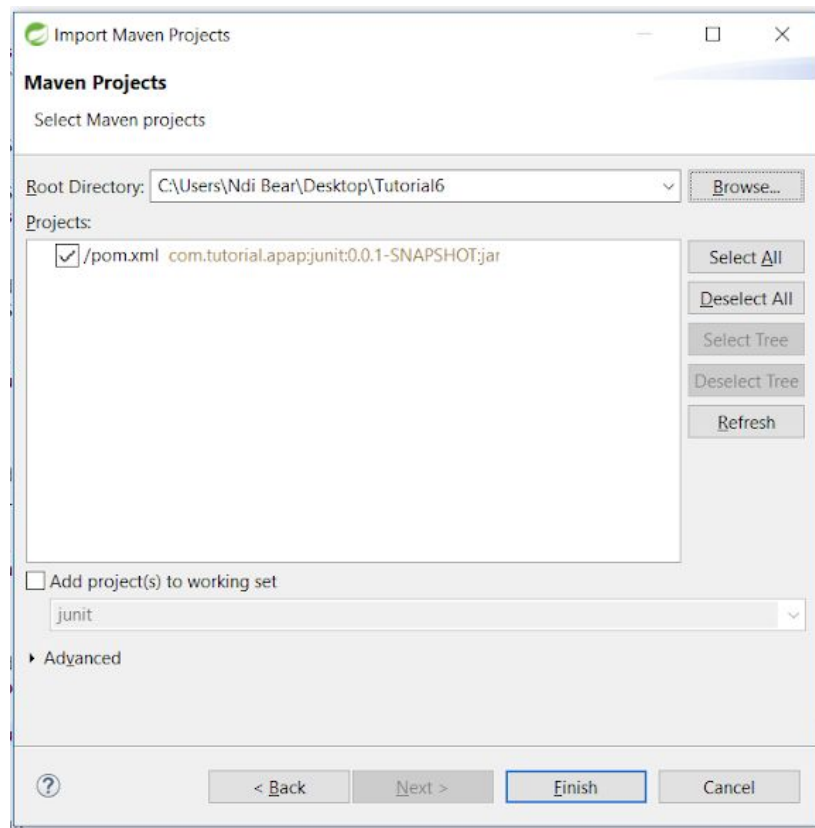 Import Maven Projects
Maven Projects
Select Maven projects
Root Directory: C:\Users\Ndi Bear\Desktop\Tutorial6 Browse...
Projects:
/pom.xml com.tutorial.apap:junit:0.0.1-SNAPSHOT:jar
Select All
Deselect All
Select Tree
Deselect Tree
Refresh
Add project(s) to working set
junit
Advanced
? < Back Next > Finish Cancel